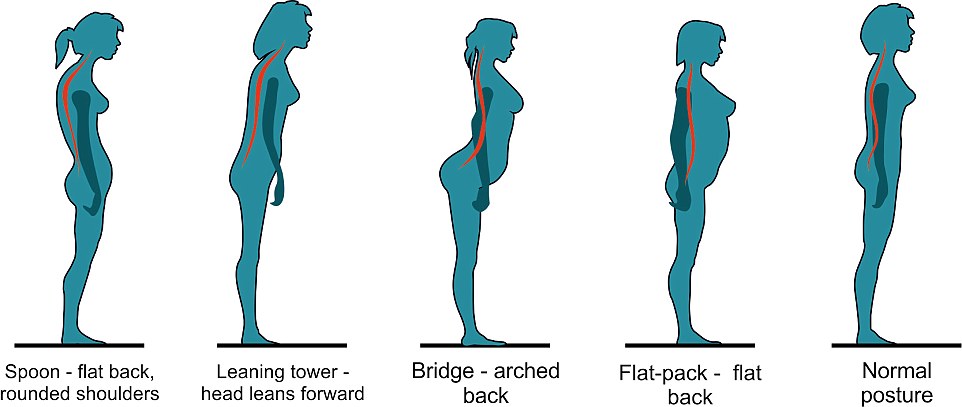 Spoon - flat back,
rounded shoulders
Leaning tower -
head leans forward
Bridge - arched
back
Flat-pack -  flat
back
Normal
posture